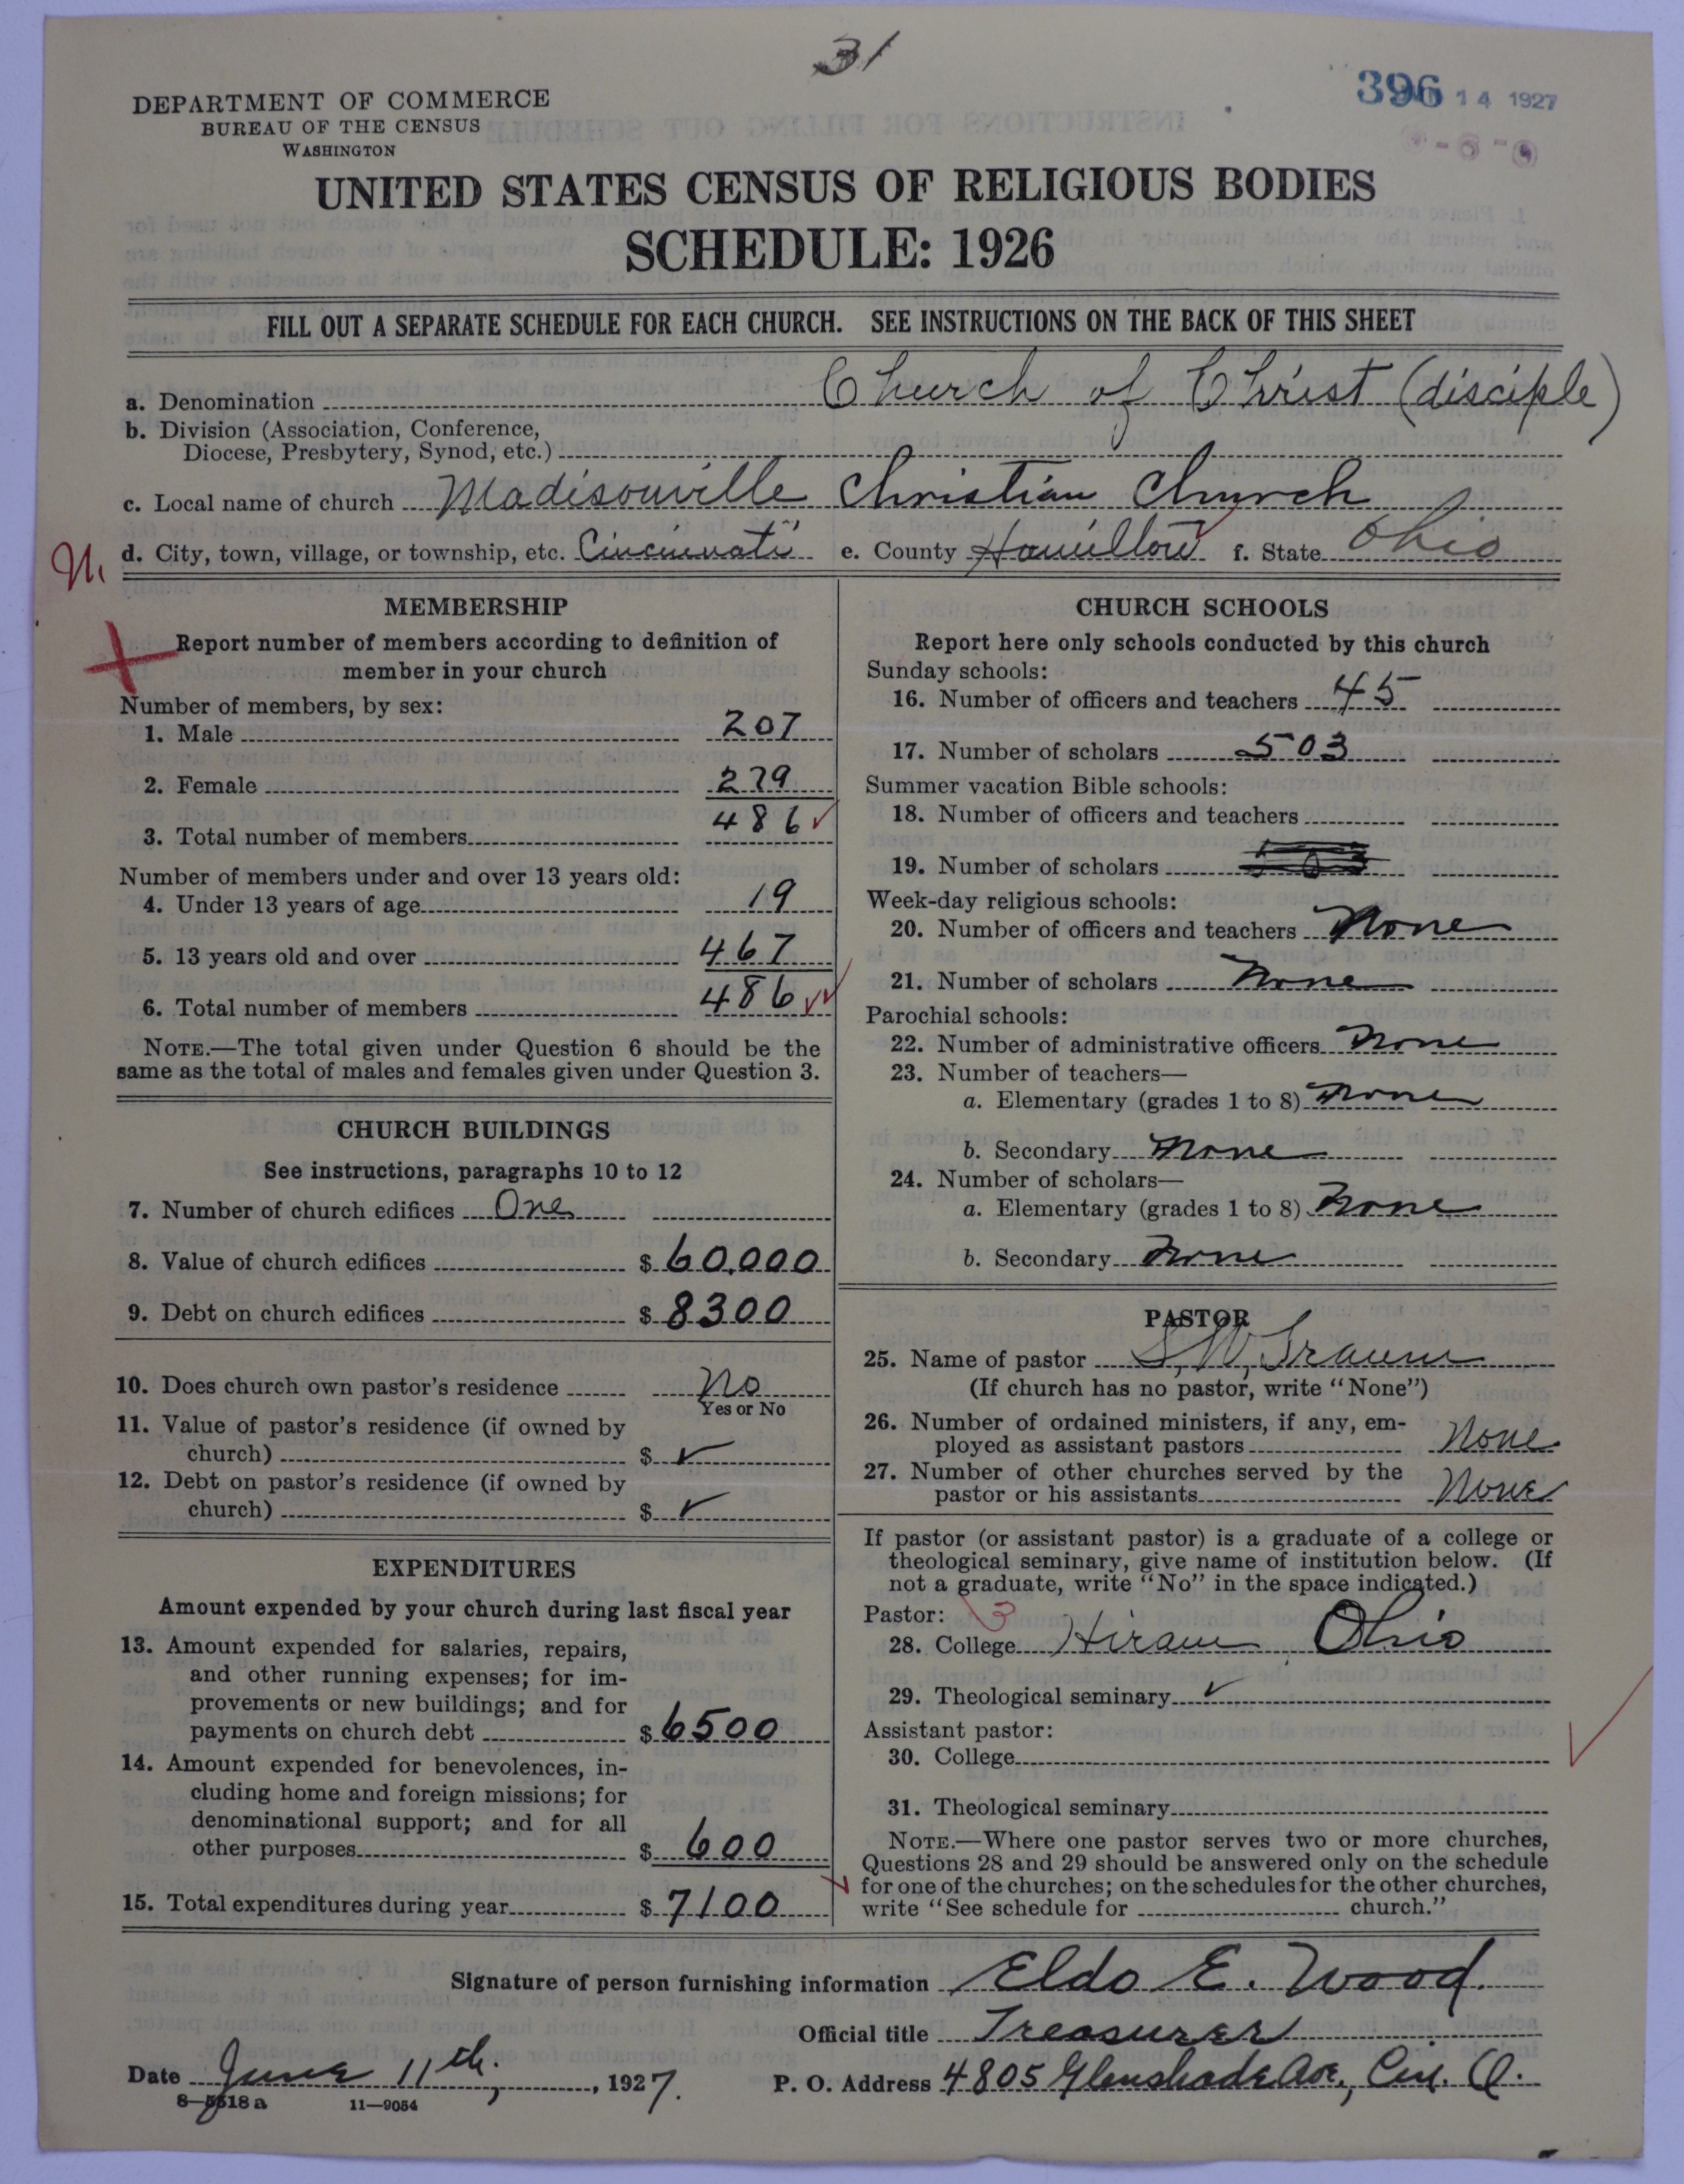 31
396 14 1927
DEPARTMENT OF COMMERCE
BUREAU OF THE CENSUS
WASHINGTON
UNITED STATES CENSUS OF RELIGIOUS BODIES
SCHEDULE: 1926
FILL OUT A SEPARATE SCHEDULE FOR EACH CHURCH. SEE INSTRUCTIONS ON THE BACK OF THIS SHEET
a. Denomination Church of Christ (disciple)
b. Division (Association, Conference,
Diocese, Presbytery, Synod, etc.)
c. Local name of church Madisonville Christian Church
d. City, town, village, or township, etc. Cincinnati e. County Hamilton f. State Ohio
MEMBERSHIP
Report number of members according to definition of
member in your church
Number of members, by sex:
1. Male 207
2. Female 279
3. Total number of members 486
Number of members under and over 13 years old:
4. Under 13 years of age 19
5. 13 years old and over 467
6. Total number of members 486
NOTE.—The total given under Question 6 should be the
same as the total of males and females given under Question 3.
CHURCH BUILDINGS
See instructions, paragraphs 10 to 12
7. Number of church edifices One
8. Value of church edifices $ 60,000
9. Debt on church edifices $ 8300
10. Does church own pastor's residence No
Yes or No
11. Value of pastor's residence (if owned by
church) $ ✓
12. Debt on pastor's residence (if owned by
church) $ ✓
EXPENDITURES
Amount expended by your church during last fiscal year
13. Amount expended for salaries, repairs,
and other running expenses; for im-
provements or new buildings; and for
payments on church debt $ 6500
14. Amount expended for benevolences, in-
cluding home and foreign missions; for
denominational support; and for all
other purposes $ 600
15. Total expenditures during year $ 7100
CHURCH SCHOOLS
Report here only schools conducted by this church
Sunday schools:
16. Number of officers and teachers 45
17. Number of scholars 503
Summer vacation Bible schools:
18. Number of officers and teachers
19. Number of scholars 503
Week-day religious schools:
20. Number of officers and teachers None
21. Number of scholars None
Parochial schools:
22. Number of administrative officers None
23. Number of teachers—
a. Elementary (grades 1 to 8) None
b. Secondary None
24. Number of scholars—
a. Elementary (grades 1 to 8) None
b. Secondary None
PASTOR
25. Name of pastor S. W. Traum
(If church has no pastor, write "None")
26. Number of ordained ministers, if any, em-
ployed as assistant pastors None
27. Number of other churches served by the
pastor or his assistants None
If pastor (or assistant pastor) is a graduate of a college or
theological seminary, give name of institution below. (If
not a graduate, write "No" in the space indicated.)
Pastor: 3
28. College Hiram, Ohio
29. Theological seminary ✓
Assistant pastor:
30. College
31. Theological seminary
NOTE.—Where one pastor serves two or more churches,
Questions 28 and 29 should be answered only on the schedule
for one of the churches; on the schedules for the other churches,
write "See schedule for church."
Signature of person furnishing information Eldo E. Wood.
Official title Treasurer
Date June 11th, 1927.
P. O. Address 4805 Glenshade Ave., Cin. O.
8—5518 a 11—9054